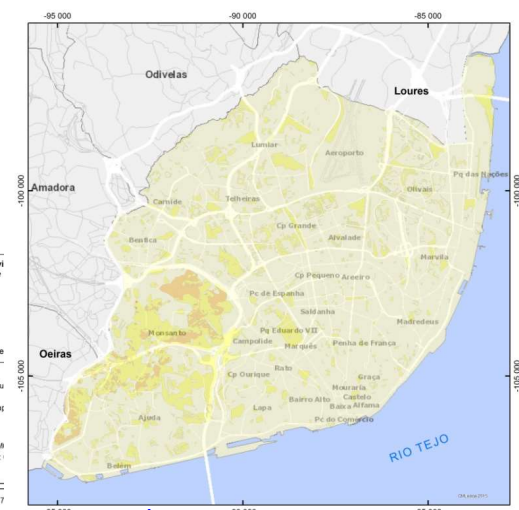 -95 000 -90 000 -85 000
Odivelas
Loures
Lumiar
Aeroporto
-100 000
-100 000
Pq das Nações
Amadora
Olivais
Carnide
Telheiras
Cp Grande
Benfica
Alvalade
Marvila
Cp Pequeno
Areeiro
Pç de Espanha
Saldanha
Madredeus
Monsanto
Pq Eduardo VII
Campolide
Marquês
Penha de França
Oeiras
-105 000
-105 000
Cp Ourique
Rato
Graça
Mouraria
Bairro Alto
Castelo
Lapa
Baixa
Alfama
Ajuda
Pç do Comércio
RIO TEJO
Belém